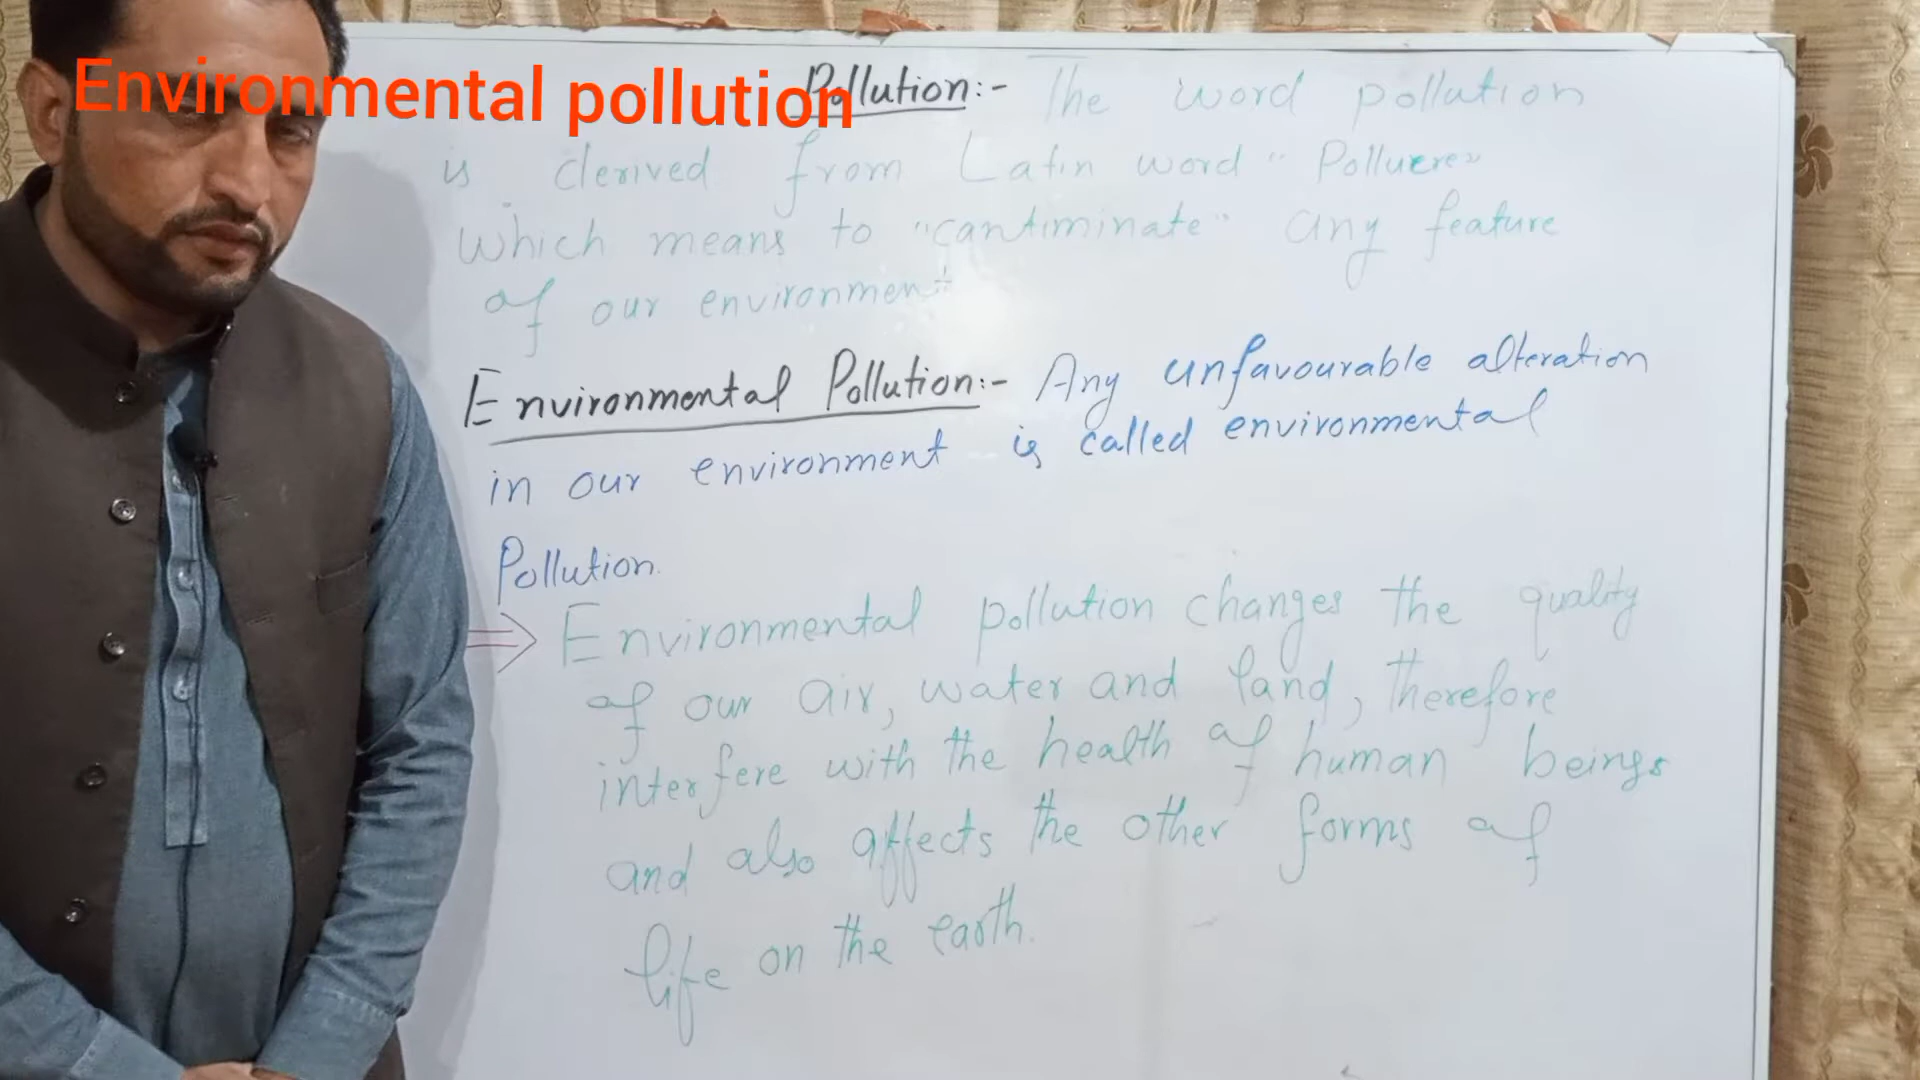 Environmental pollution
Pollution:- The word pollution
is derived from Latin word "Polluere"
which means to "cantiminate" any feature
of our environment
Environmental Pollution:- Any unfavourable alteration
in our environment is called environmental
Pollution.
⇒ Environmental pollution changes the quality
of our air, water and land, therefore
interfere with the health of human beings
and also affects the other forms of
life on the earth.